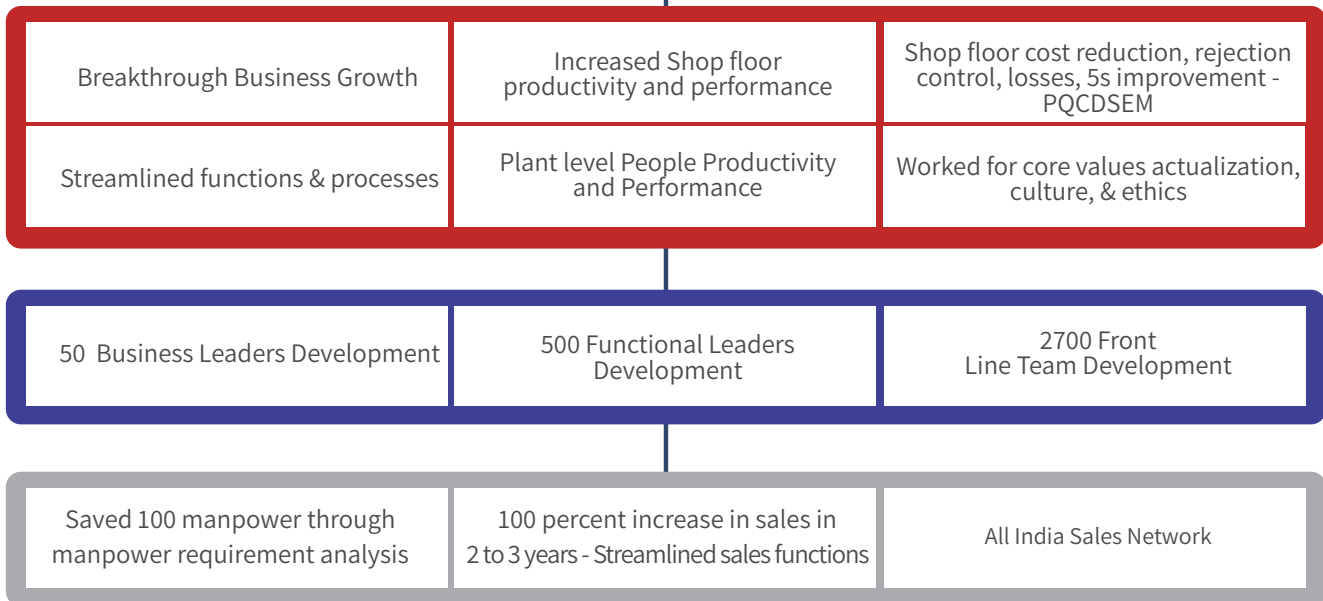 Breakthrough Business Growth
Increased Shop floor
productivity and performance
Shop floor cost reduction, rejection
control, losses, 5s improvement -
PQCDSEM
Streamlined functions & processes
Plant level People Productivity
and Performance
Worked for core values actualization,
culture, & ethics
50 Business Leaders Development
500 Functional Leaders
Development
2700 Front
Line Team Development
Saved 100 manpower through
manpower requirement analysis
100 percent increase in sales in
2 to 3 years - Streamlined sales functions
All India Sales Network